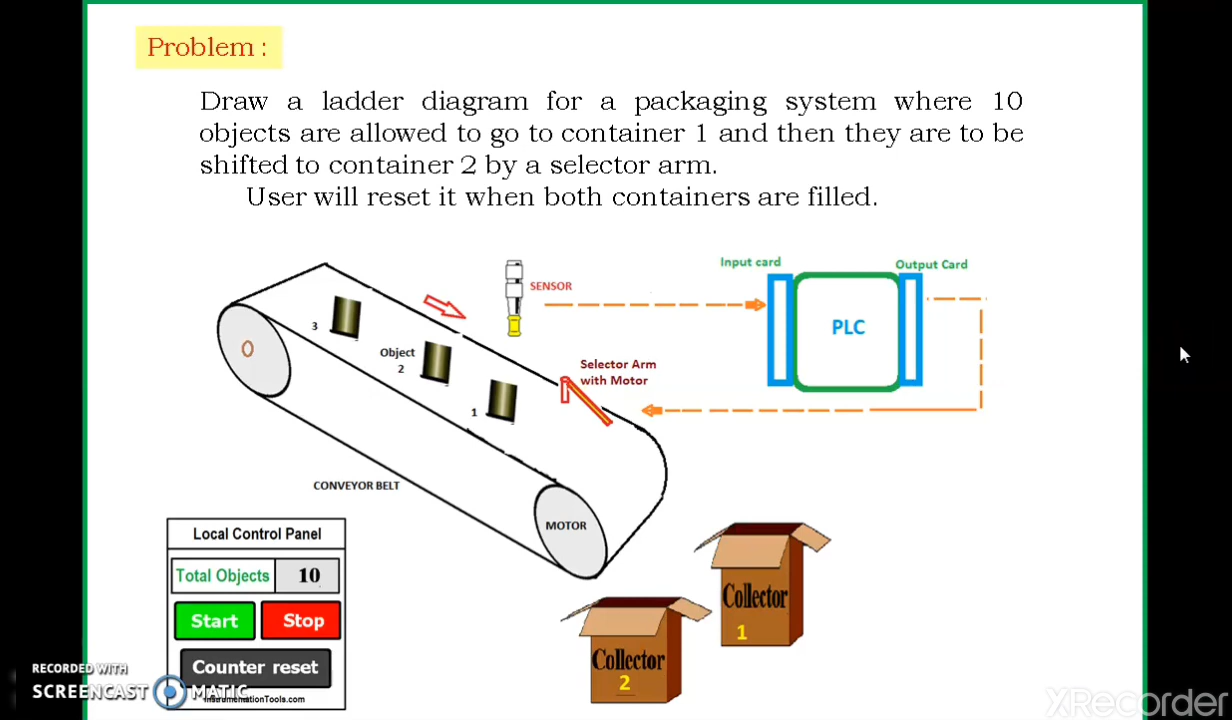 Problem :
Draw a ladder diagram for a packaging system where 10
objects are allowed to go to container 1 and then they are to be
shifted to container 2 by a selector arm.
User will reset it when both containers are filled.
Input card
Output Card
SENSOR
PLC
3
Object
2
1
Selector Arm
with Motor
CONVEYOR BELT
MOTOR
Local Control Panel
Total Objects 10
Start Stop
Counter reset
InstrumentationTools.com
Collector
1
Collector
2
RECORDED WITH
SCREENCAST MATIC
XRecorder